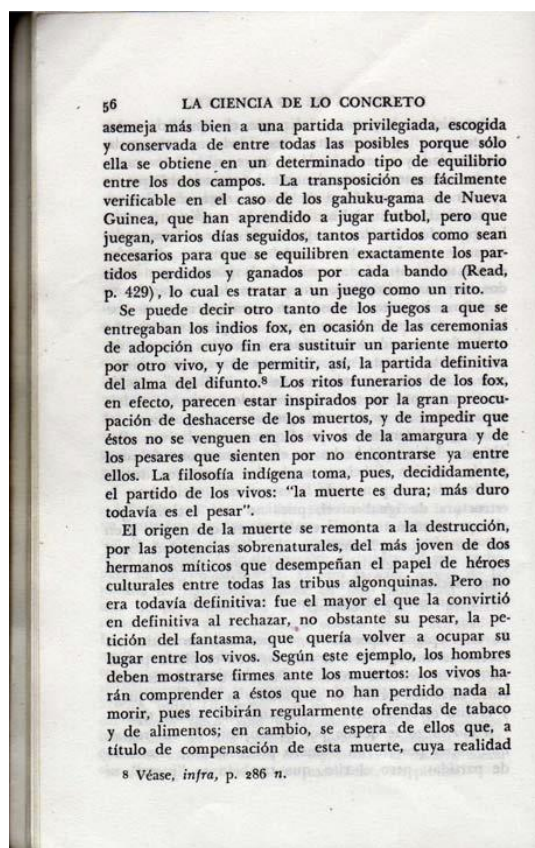 56 LA CIENCIA DE LO CONCRETO
asemeja más bien a una partida privilegiada, escogida
y conservada de entre todas las posibles porque sólo
ella se obtiene en un determinado tipo de equilibrio
entre los dos campos. La transposición es fácilmente
verificable en el caso de los gahuku-gama de Nueva
Guinea, que han aprendido a jugar futbol, pero que
juegan, varios días seguidos, tantos partidos como sean
necesarios para que se equilibren exactamente los par-
tidos perdidos y ganados por cada bando (Read,
p. 429), lo cual es tratar a un juego como un rito.
Se puede decir otro tanto de los juegos a que se
entregaban los indios fox, en ocasión de las ceremonias
de adopción cuyo fin era sustituir un pariente muerto
por otro vivo, y de permitir, así, la partida definitiva
del alma del difunto.⁸ Los ritos funerarios de los fox,
en efecto, parecen estar inspirados por la gran preocu-
pación de deshacerse de los muertos, y de impedir que
éstos no se venguen en los vivos de la amargura y de
los pesares que sienten por no encontrarse ya entre
ellos. La filosofía indígena toma, pues, decididamente,
el partido de los vivos: "la muerte es dura; más duro
todavía es el pesar".
El origen de la muerte se remonta a la destrucción,
por las potencias sobrenaturales, del más joven de dos
hermanos míticos que desempeñan el papel de héroes
culturales entre todas las tribus algonquinas. Pero no
era todavía definitiva: fue el mayor el que la convirtió
en definitiva al rechazar, no obstante su pesar, la pe-
tición del fantasma, que quería volver a ocupar su
lugar entre los vivos. Según este ejemplo, los hombres
deben mostrarse firmes ante los muertos: los vivos ha-
rán comprender a éstos que no han perdido nada al
morir, pues recibirán regularmente ofrendas de tabaco
y de alimentos; en cambio, se espera de ellos que, a
título de compensación de esta muerte, cuya realidad
8 Véase, infra, p. 286 n.